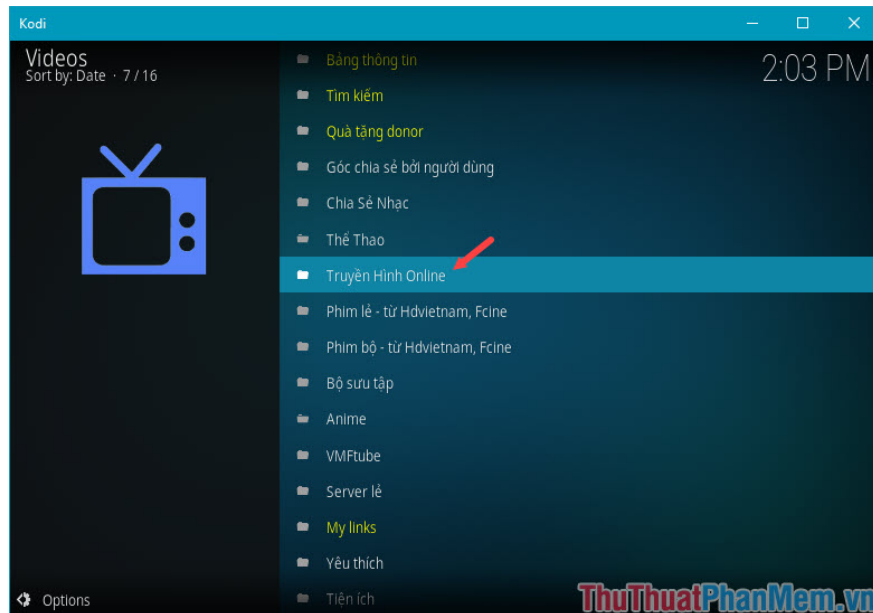 Kodi
Videos
Sort by: Date · 7 / 16
2:03 PM
Bảng thông tin
Tìm kiếm
Quà tặng donor
Góc chia sẻ bởi người dùng
Chia Sẻ Nhạc
Thể Thao
Truyền Hình Online
Phim lẻ - từ Hdvietnam, Fcine
Phim bộ - từ Hdvietnam, Fcine
Bộ sưu tập
Anime
VMFtube
Server lẻ
My links
Yêu thích
Tiện ích
Options
ThuThuatPhanMem.vn